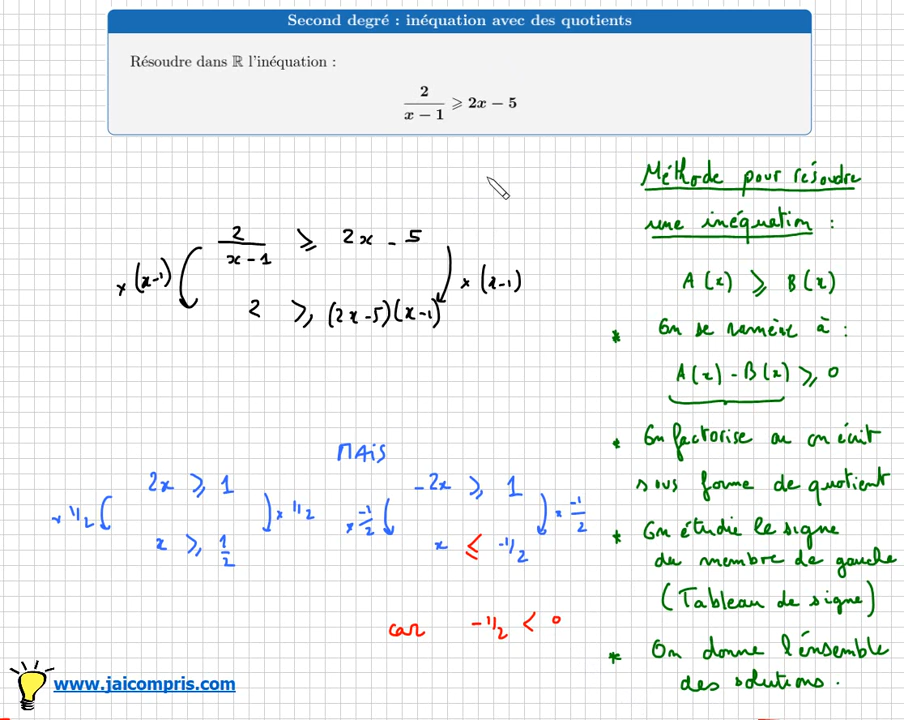 Second degré : inéquation avec des quotients
Résoudre dans ℝ l'inéquation :
2/(x − 1) ⩾ 2x − 5
Méthode pour résoudre
une inéquation :
A(x) ⩾ B(x)
* On se ramène à :
A(x) - B(x) ⩾ 0
* On factorise ou on écrit
sous forme de quotient
* On étudie le signe
du membre de gauche
(Tableau de signe)
* On donne l'énsemble
des solutions.
2/(x - 1) ⩾ 2x - 5
× (x-1) × (x-1)
2 ⩾ (2x-5)(x-1)
MAIS
2x ⩾ 1
× 1/2 × 1/2
x ⩾ 1/2
-2x ⩾ 1
× -1/2 × -1/2
x ⩽ -1/2
car -1/2 < 0
www.jaicompris.com